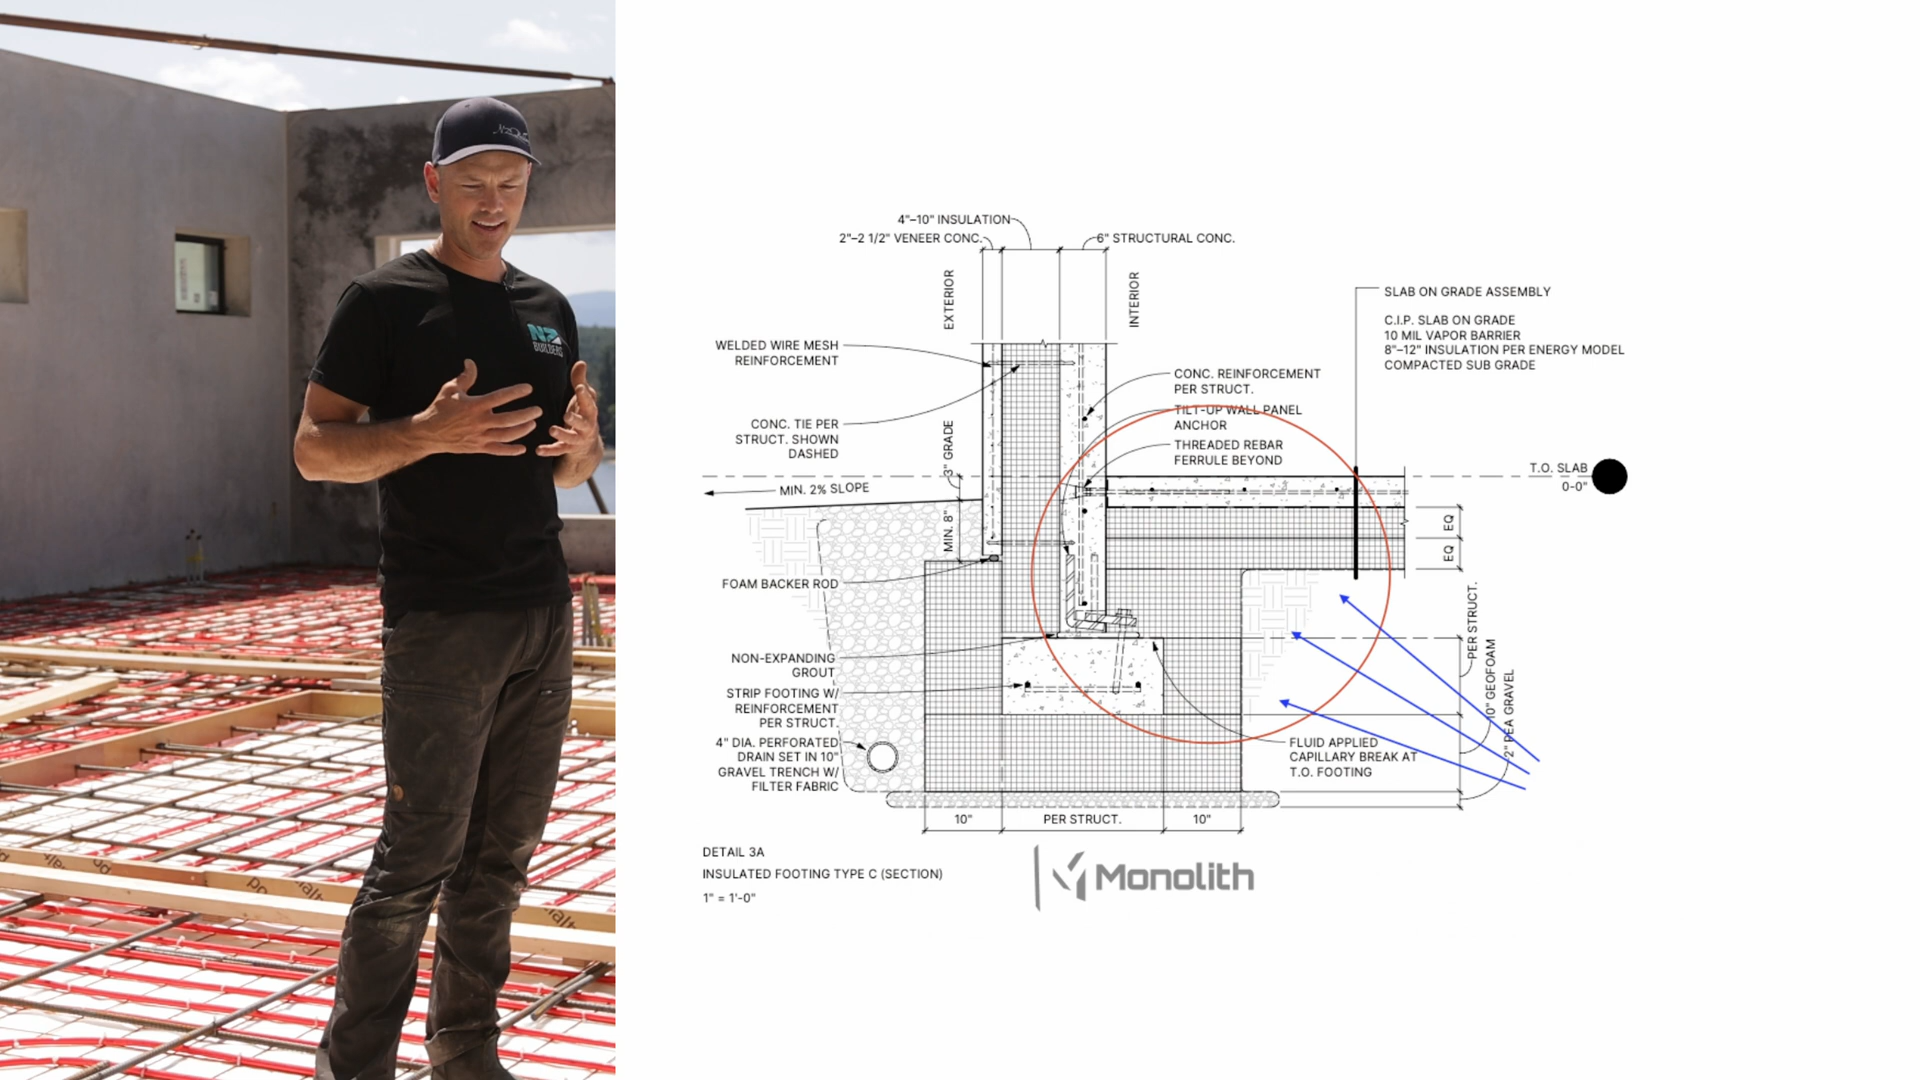 NZ
BUILDERS
4"–10" INSULATION
2"–2 1/2" VENEER CONC.
6" STRUCTURAL CONC.
EXTERIOR
INTERIOR
SLAB ON GRADE ASSEMBLY
C.I.P. SLAB ON GRADE
10 MIL VAPOR BARRIER
8"–12" INSULATION PER ENERGY MODEL
COMPACTED SUB GRADE
WELDED WIRE MESH
REINFORCEMENT
CONC. REINFORCEMENT
PER STRUCT.
TILT-UP WALL PANEL
ANCHOR
THREADED REBAR
FERRULE BEYOND
CONC. TIE PER
STRUCT. SHOWN
DASHED
3" GRADE
T.O. SLAB
0-0"
MIN. 2% SLOPE
MIN. 8"
EQ
EQ
FOAM BACKER ROD
PER STRUCT.
10" GEOFOAM
2" PEA GRAVEL
NON-EXPANDING
GROUT
STRIP FOOTING W/
REINFORCEMENT
PER STRUCT.
4" DIA. PERFORATED
DRAIN SET IN 10"
GRAVEL TRENCH W/
FILTER FABRIC
FLUID APPLIED
CAPILLARY BREAK AT
T.O. FOOTING
10"
PER STRUCT.
10"
DETAIL 3A
INSULATED FOOTING TYPE C (SECTION)
1" = 1'-0"
Monolith